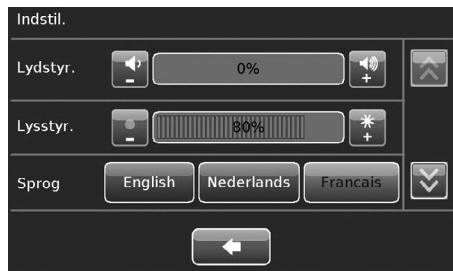 Indstil.
Lydstyr. - 0% +
Lysstyr. - 80% +
Sprog English Nederlands Francais